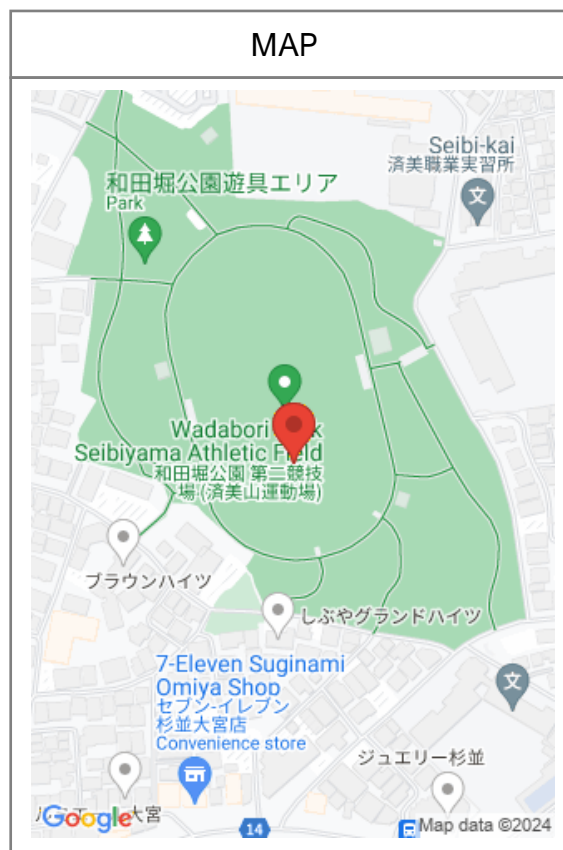 MAP
Seibi-kai
済美職業実習所
文
和田堀公園遊具エリア
Park
Wadabori
Seibiyama Athletic Field
和田堀公園 第二競技
場 (済美山運動場)
ブラウンハイツ
しぶやグランドハイツ
7-Eleven Suginami
Omiya Shop
セブン-イレブン
杉並大宮店
Convenience store
文
ジュエリー杉並
大宮
Google
14
Map data ©2024